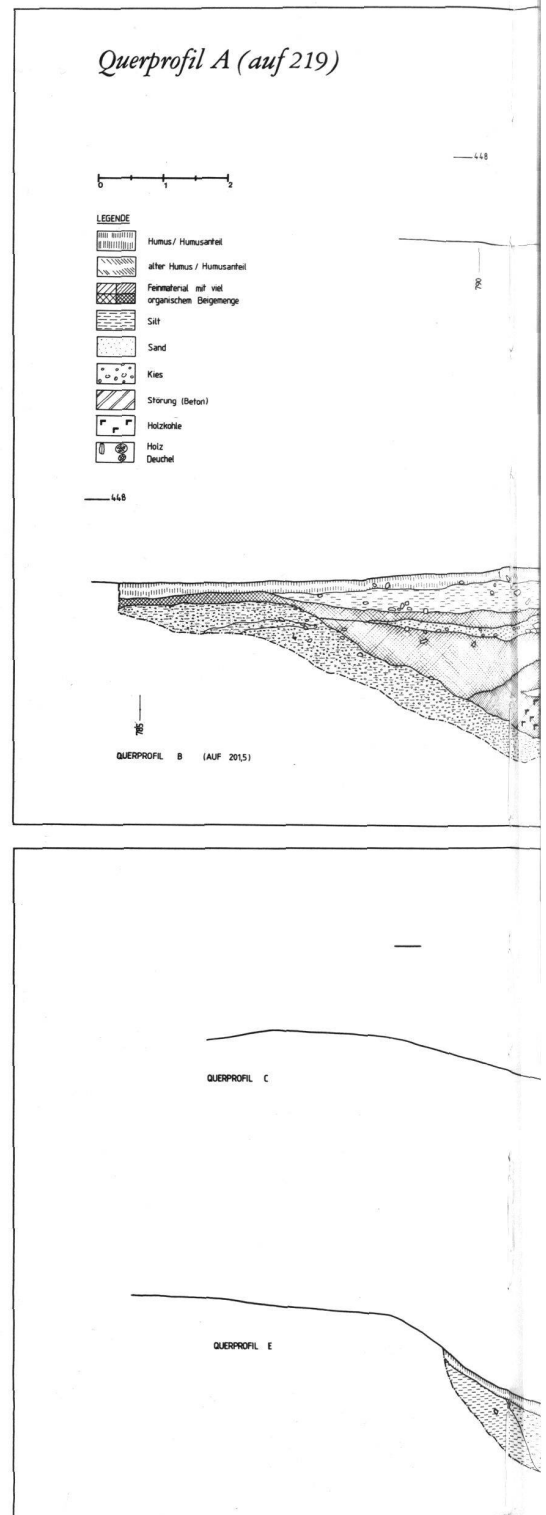 Querprofil A (auf 219)
448
0 1 2
790
LEGENDE
Humus / Humusanteil
alter Humus / Humusanteil
Feinmaterial mit viel
organischem Beigemenge
Silt
Sand
Kies
Störung (Beton)
Holzkohle
Holz
Deuchel
448
785
QUERPROFIL B (AUF 201,5)
QUERPROFIL C
QUERPROFIL E